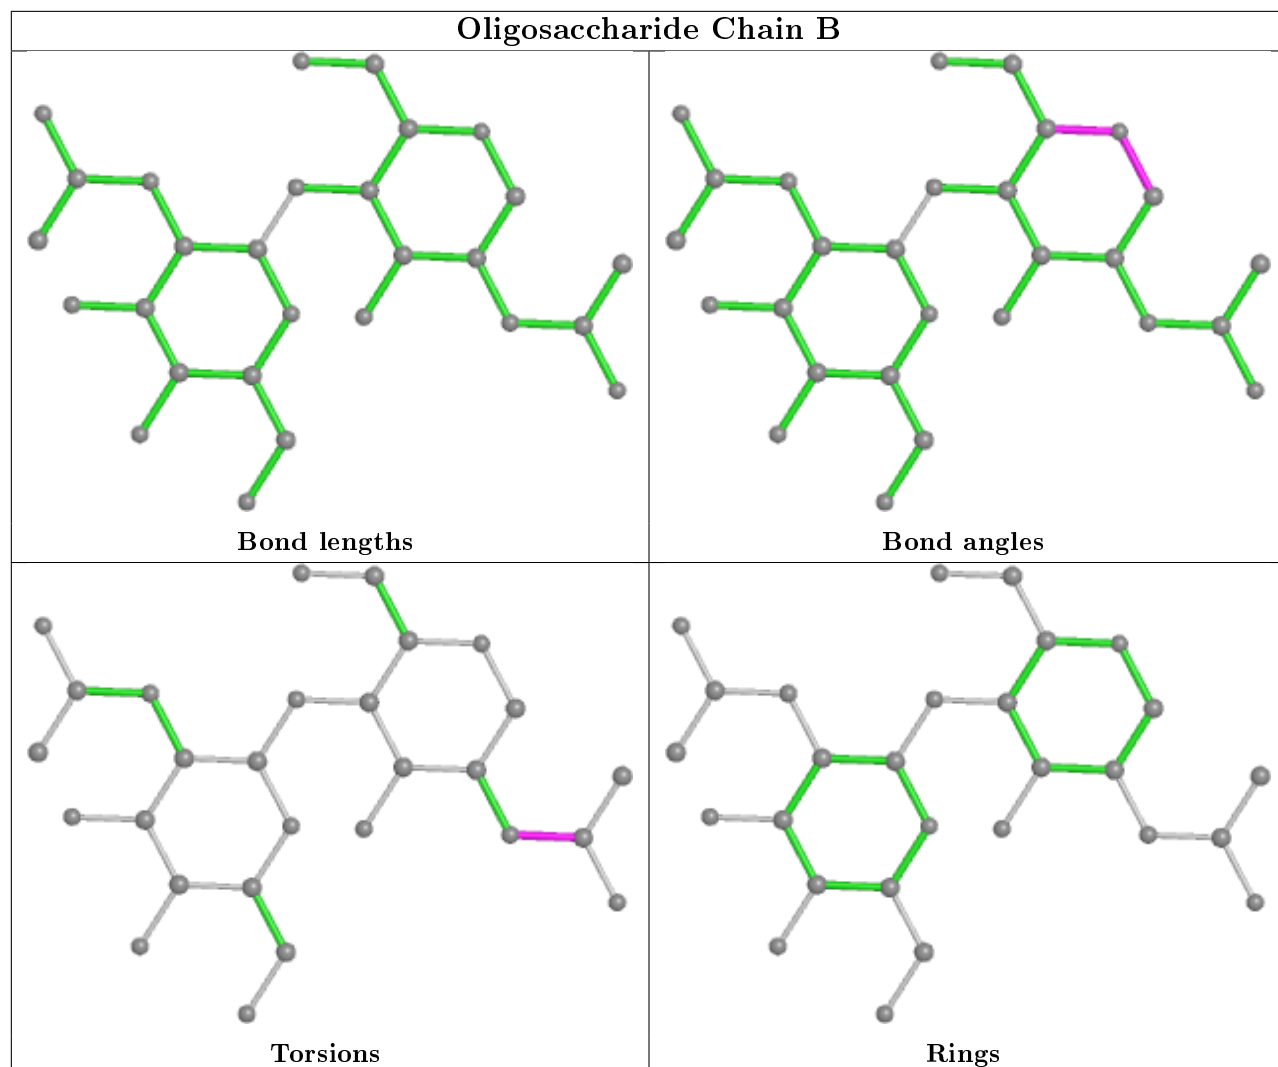 Oligosaccharide Chain B
Bond lengths
Bond angles
Torsions
Rings